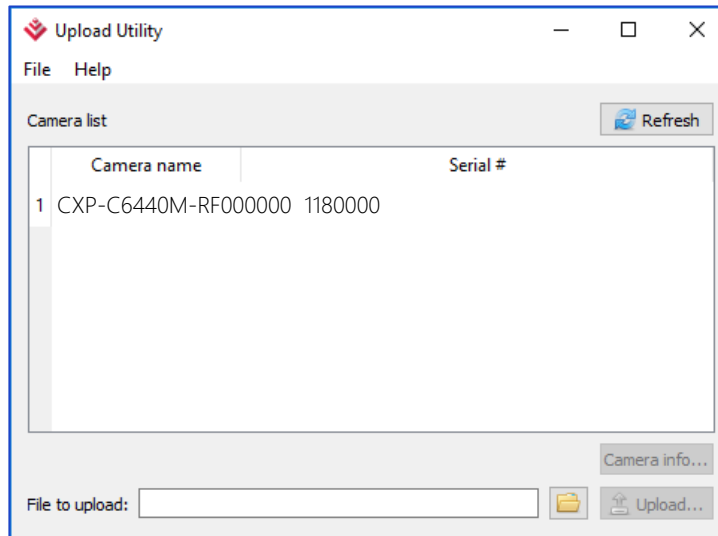 Upload Utility
File Help
Camera list
Refresh
Camera name Serial #
1 CXP-C6440M-RF000000 1180000
Camera info...
File to upload:
Upload...